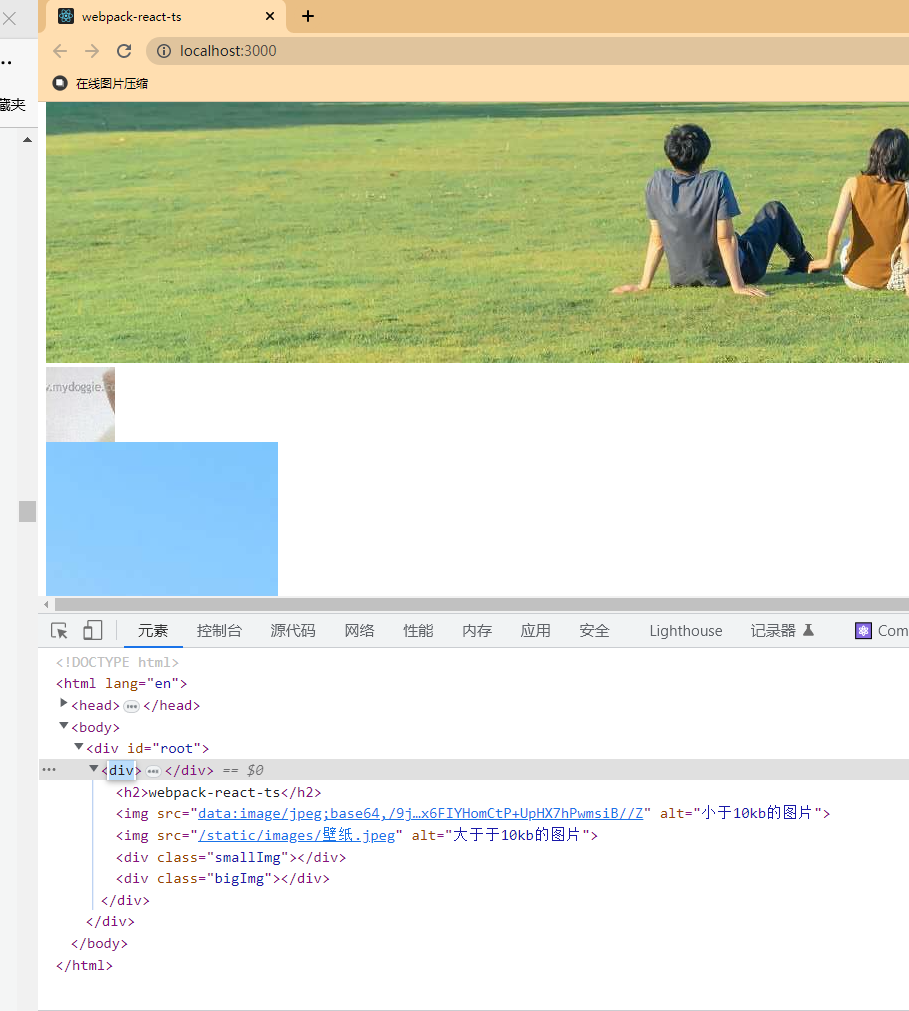 webpack-react-ts
localhost:3000
在线图片压缩
藏夹
.mydoggie.c
元素 控制台 源代码 网络 性能 内存 应用 安全 Lighthouse 记录器 Com
<!DOCTYPE html>
<html lang="en">
<head>…</head>
<body>
<div id="root">
… <div>…</div> == $0
<h2>webpack-react-ts</h2>
<img src="data:image/jpeg;base64,/9j…x6FIYHomCtP+UpHX7hPwmsiB//Z" alt="小于10kb的图片">
<img src="/static/images/壁纸.jpeg" alt="大于于10kb的图片">
<div class="smallImg"></div>
<div class="bigImg"></div>
</div>
</div>
</body>
</html>